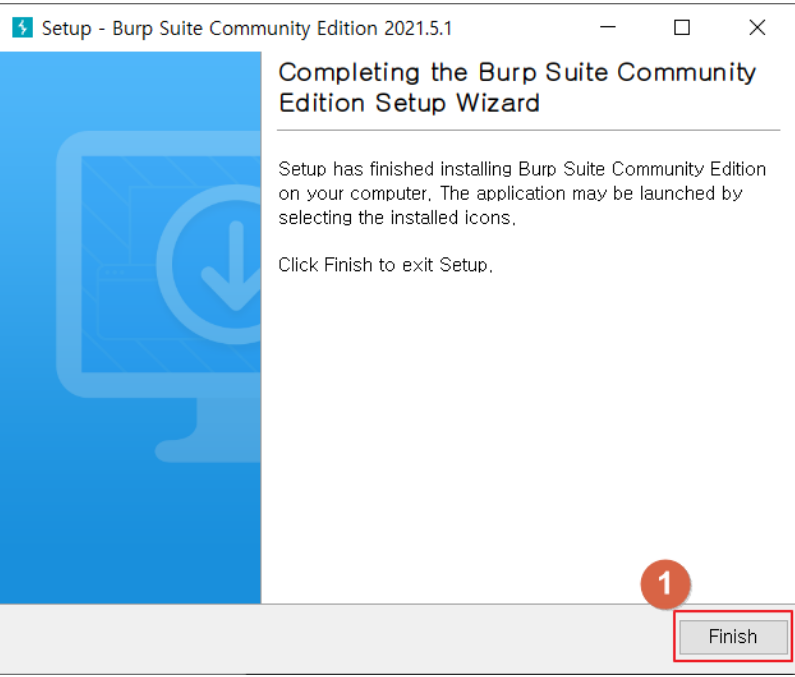 Setup - Burp Suite Community Edition 2021.5.1
Completing the Burp Suite Community
Edition Setup Wizard
Setup has finished installing Burp Suite Community Edition
on your computer. The application may be launched by
selecting the installed icons.
Click Finish to exit Setup.
1
Finish